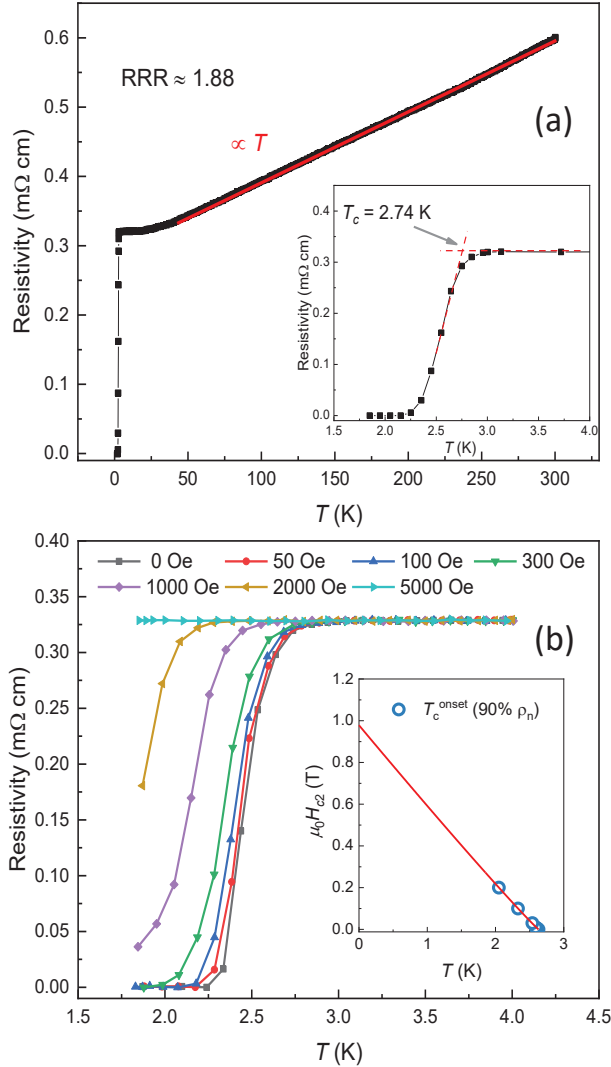 RRR ≈ 1.88
(a)
∝ T
Resistivity (mΩ cm)
0.6
0.5
0.4
0.3
0.2
0.1
0.0
0 50 100 150 200 250 300
T (K)
T_c = 2.74 K
Resistivity (mΩ cm)
0.4
0.3
0.2
0.1
0.0
1.5 2.0 2.5 3.0 3.5 4.0
T (K)
0 Oe 50 Oe 100 Oe 300 Oe
1000 Oe 2000 Oe 5000 Oe
(b)
Resistivity (mΩ cm)
0.40
0.35
0.30
0.25
0.20
0.15
0.10
0.05
0.00
1.5 2.0 2.5 3.0 3.5 4.0 4.5
T (K)
T_c^onset (90% ρ_n)
μ_0H_c2 (T)
1.2
1.0
0.8
0.6
0.4
0.2
0.0
0 1 2 3
T (K)